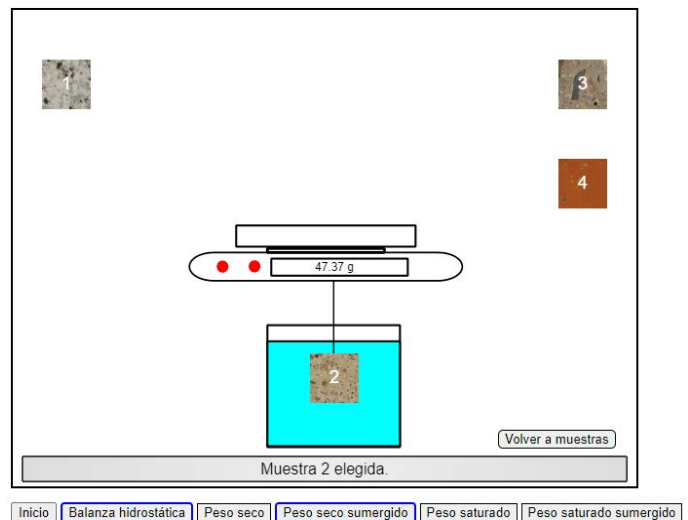 1
3
4
47.37 g
2
Volver a muestras
Muestra 2 elegida.
Inicio Balanza hidrostática Peso seco Peso seco sumergido Peso saturado Peso saturado sumergido